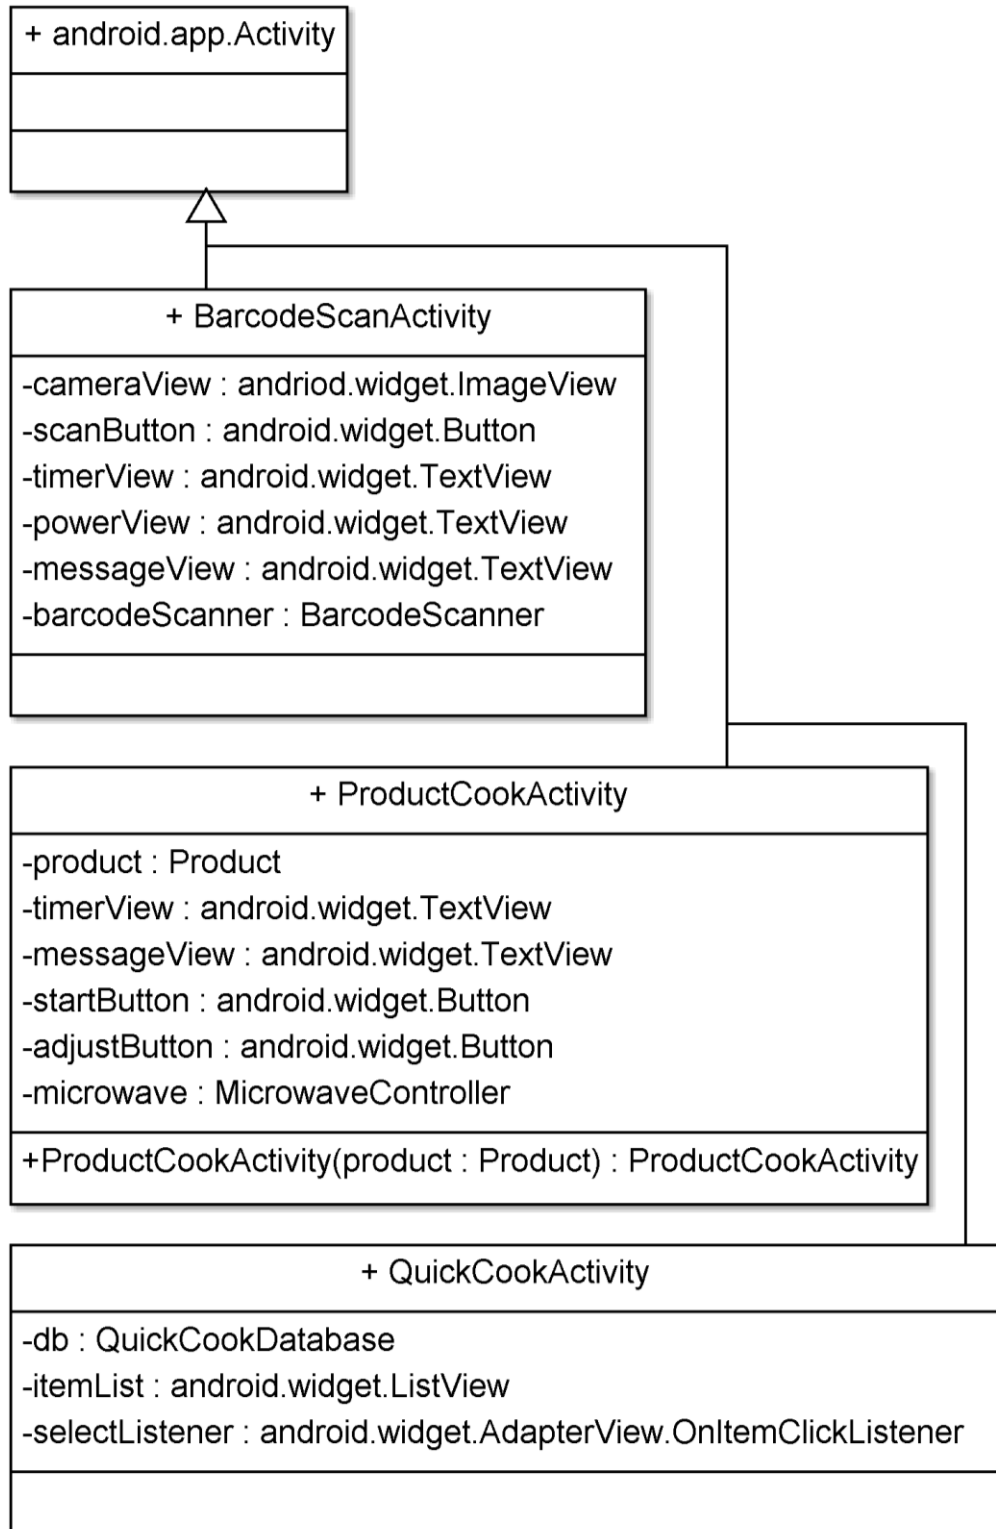 + android.app.Activity
+ BarcodeScanActivity
-cameraView : andriod.widget.ImageView
-scanButton : android.widget.Button
-timerView : android.widget.TextView
-powerView : android.widget.TextView
-messageView : android.widget.TextView
-barcodeScanner : BarcodeScanner
+ ProductCookActivity
-product : Product
-timerView : android.widget.TextView
-messageView : android.widget.TextView
-startButton : android.widget.Button
-adjustButton : android.widget.Button
-microwave : MicrowaveController
+ProductCookActivity(product : Product) : ProductCookActivity
+ QuickCookActivity
-db : QuickCookDatabase
-itemList : android.widget.ListView
-selectListener : android.widget.AdapterView.OnItemClickListener